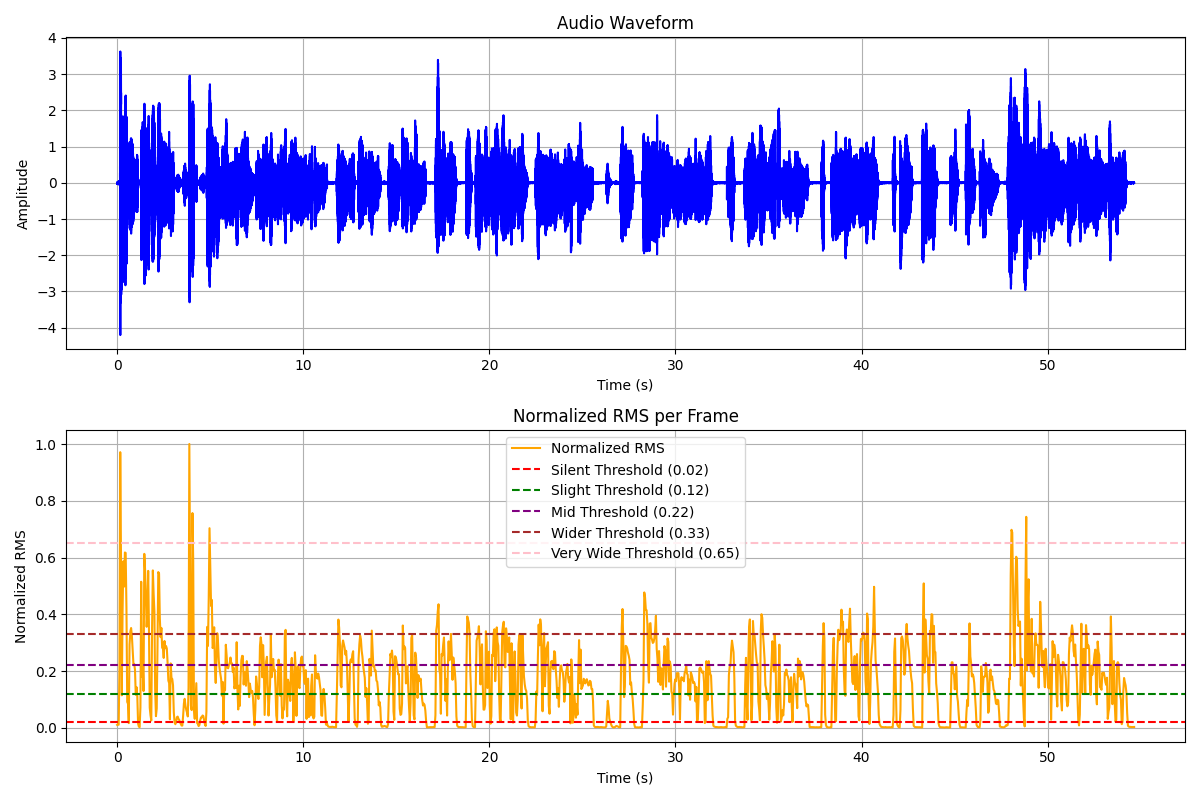 Audio Waveform
4
3
2
1
0
−1
−2
−3
−4
Amplitude
0 10 20 30 40 50
Time (s)
Normalized RMS per Frame
1.0
0.8
0.6
0.4
0.2
0.0
Normalized RMS
Normalized RMS
Silent Threshold (0.02)
Slight Threshold (0.12)
Mid Threshold (0.22)
Wider Threshold (0.33)
Very Wide Threshold (0.65)
0 10 20 30 40 50
Time (s)